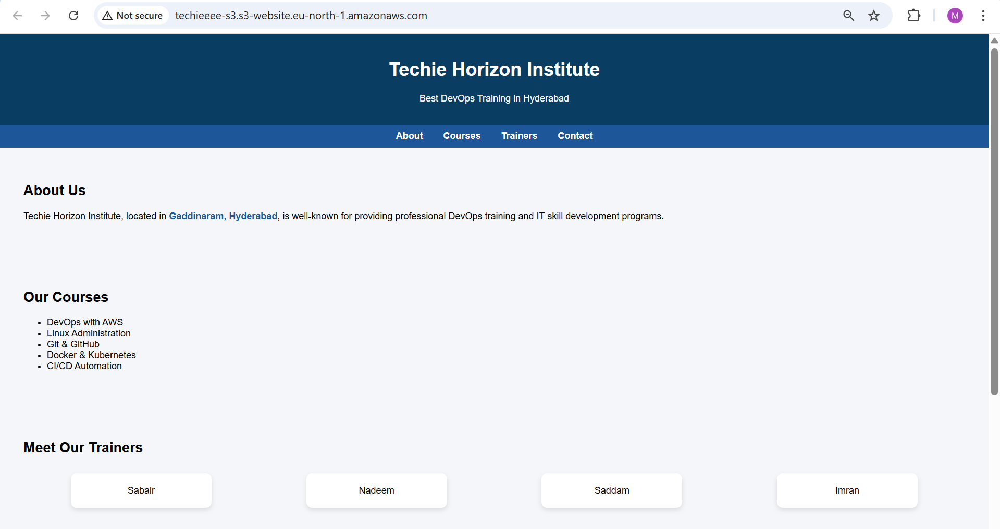 Not secure
techieeee-s3.s3-website.eu-north-1.amazonaws.com
M
Techie Horizon Institute
Best DevOps Training in Hyderabad
About Courses Trainers Contact
About Us
Techie Horizon Institute, located in Gaddinaram, Hyderabad, is well-known for providing professional DevOps training and IT skill development programs.
Our Courses
• DevOps with AWS
• Linux Administration
• Git & GitHub
• Docker & Kubernetes
• CI/CD Automation
Meet Our Trainers
Sabair Nadeem Saddam Imran